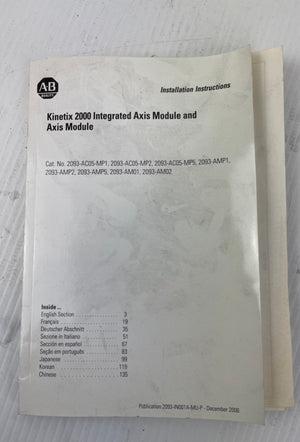 AB
Installation Instructions
Kinetix 2000 Integrated Axis Module and
Axis Module
Cat. No. 2093-AC05-MP1, 2093-AC05-MP2, 2093-AC05-MP5, 2093-AMP1,
2093-AMP2, 2093-AMP5, 2093-AM01, 2093-AM02
Inside ...
English Section . . . . . . . . . . . . . . 3
Français . . . . . . . . . . . . . . 19
Deutscher Abschnitt . . . . . . . . . . . . . . 35
Sezione in Italiano . . . . . . . . . . . . . . 51
Sección en español . . . . . . . . . . . . . . 67
Seção em português . . . . . . . . . . . . . . 83
Japanese . . . . . . . . . . . . . . 99
Korean . . . . . . . . . . . . . . 119
Chinese . . . . . . . . . . . . . . 135
Publication 2093-IN001A-MU-P - December 2006